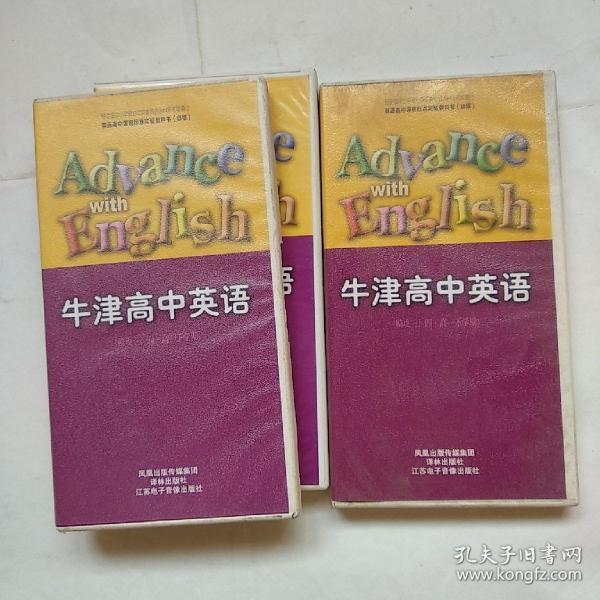 Advance
with
English
牛津高中英语
凤凰出版传媒集团
译林出版社
江苏电子音像出版社
语
Advance
with
English
牛津高中英语
凤凰出版传媒集团
译林出版社
江苏电子音像出版社
孔夫子旧书网
www.kongfz.com